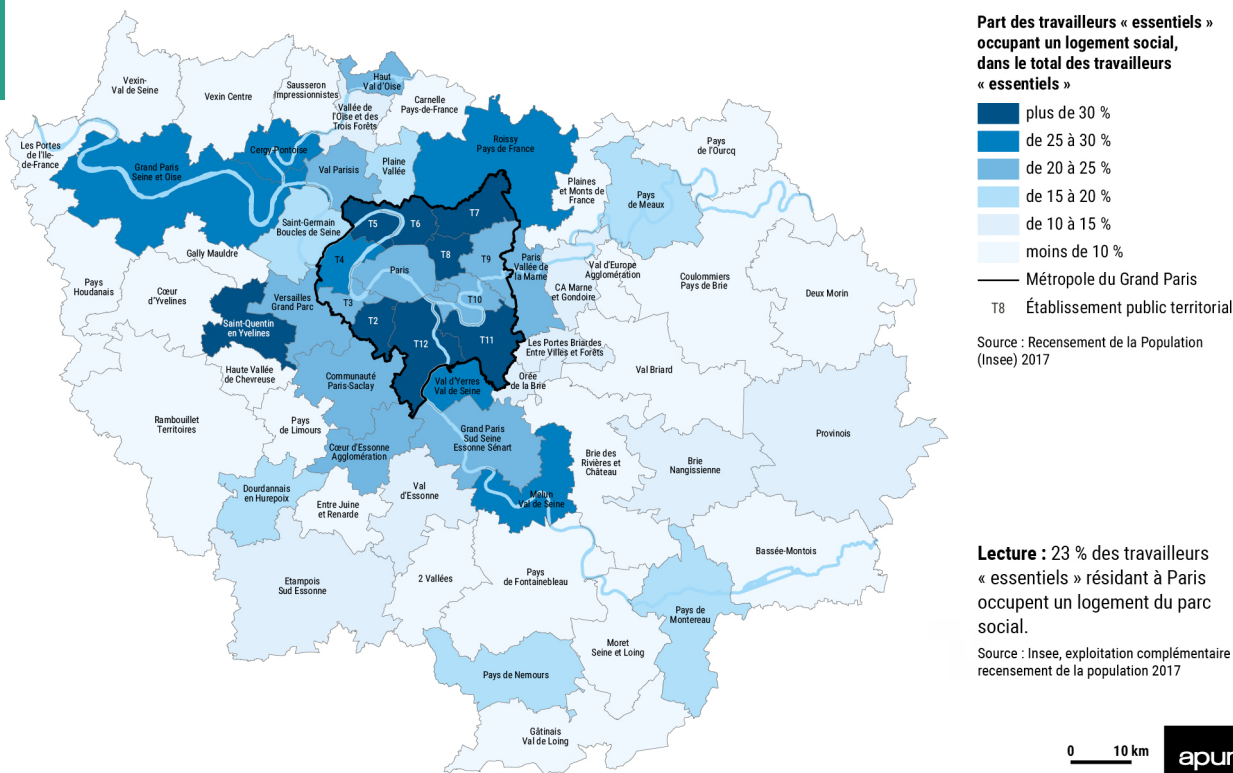 Part des travailleurs « essentiels »
occupant un logement social,
dans le total des travailleurs
« essentiels »
plus de 30 %
de 25 à 30 %
de 20 à 25 %
de 15 à 20 %
de 10 à 15 %
moins de 10 %
Métropole du Grand Paris
T8 Établissement public territorial
Source : Recensement de la Population
(Insee) 2017
Vexin-
Val de Seine
Vexin Centre
Sausseron
Impressionnistes
Haut
Val d'Oise
Vallée de
l'Oise et des
Trois Forêts
Carnelle
Pays-de-France
Les Portes
de l'Ile-
de-France
Grand Paris
Seine et Oise
Cergy-Pontoise
Val Parisis
Plaine
Vallée
Roissy
Pays de France
Pays
de l'Ourcq
Plaines
et Monts de
France
Pays
de Meaux
Saint-Germain
Boucles de Seine
T5
T6
T7
T4
T8
T9
Paris
Paris
Vallée de
la Marne
Gally Mauldre
Val d'Europe
Agglomération
CA Marne
et Gondoire
Coulommiers
Pays de Brie
Deux Morin
Pays
Houdanais
Cœur
d'Yvelines
Versailles
Grand Parc
T3
T10
T2
T12
T11
Saint-Quentin
en Yvelines
Les Portes Briardes
Entre Villes et Forêts
Haute Vallée
de Chevreuse
Communauté
Paris-Saclay
Val d'Yerres
Val de Seine
Orée
de la Brie
Val Briard
Rambouillet
Territoires
Pays
de Limours
Grand Paris
Sud Seine
Essonne Sénart
Provinois
Cœur d'Essonne
Agglomération
Brie des
Rivières et
Château
Brie
Nangissienne
Dourdannais
en Hurepoix
Val
d'Essonne
Melun
Val de Seine
Entre Juine
et Renarde
Bassée-Montois
Etampois
Sud Essonne
2 Vallées
Pays
de Fontainebleau
Pays de
Montereau
Moret
Seine et Loing
Pays de Nemours
Gâtinais
Val de Loing
Lecture : 23 % des travailleurs
« essentiels » résidant à Paris
occupent un logement du parc
social.
Source : Insee, exploitation complémentaire
recensement de la population 2017
0 10 km
apur